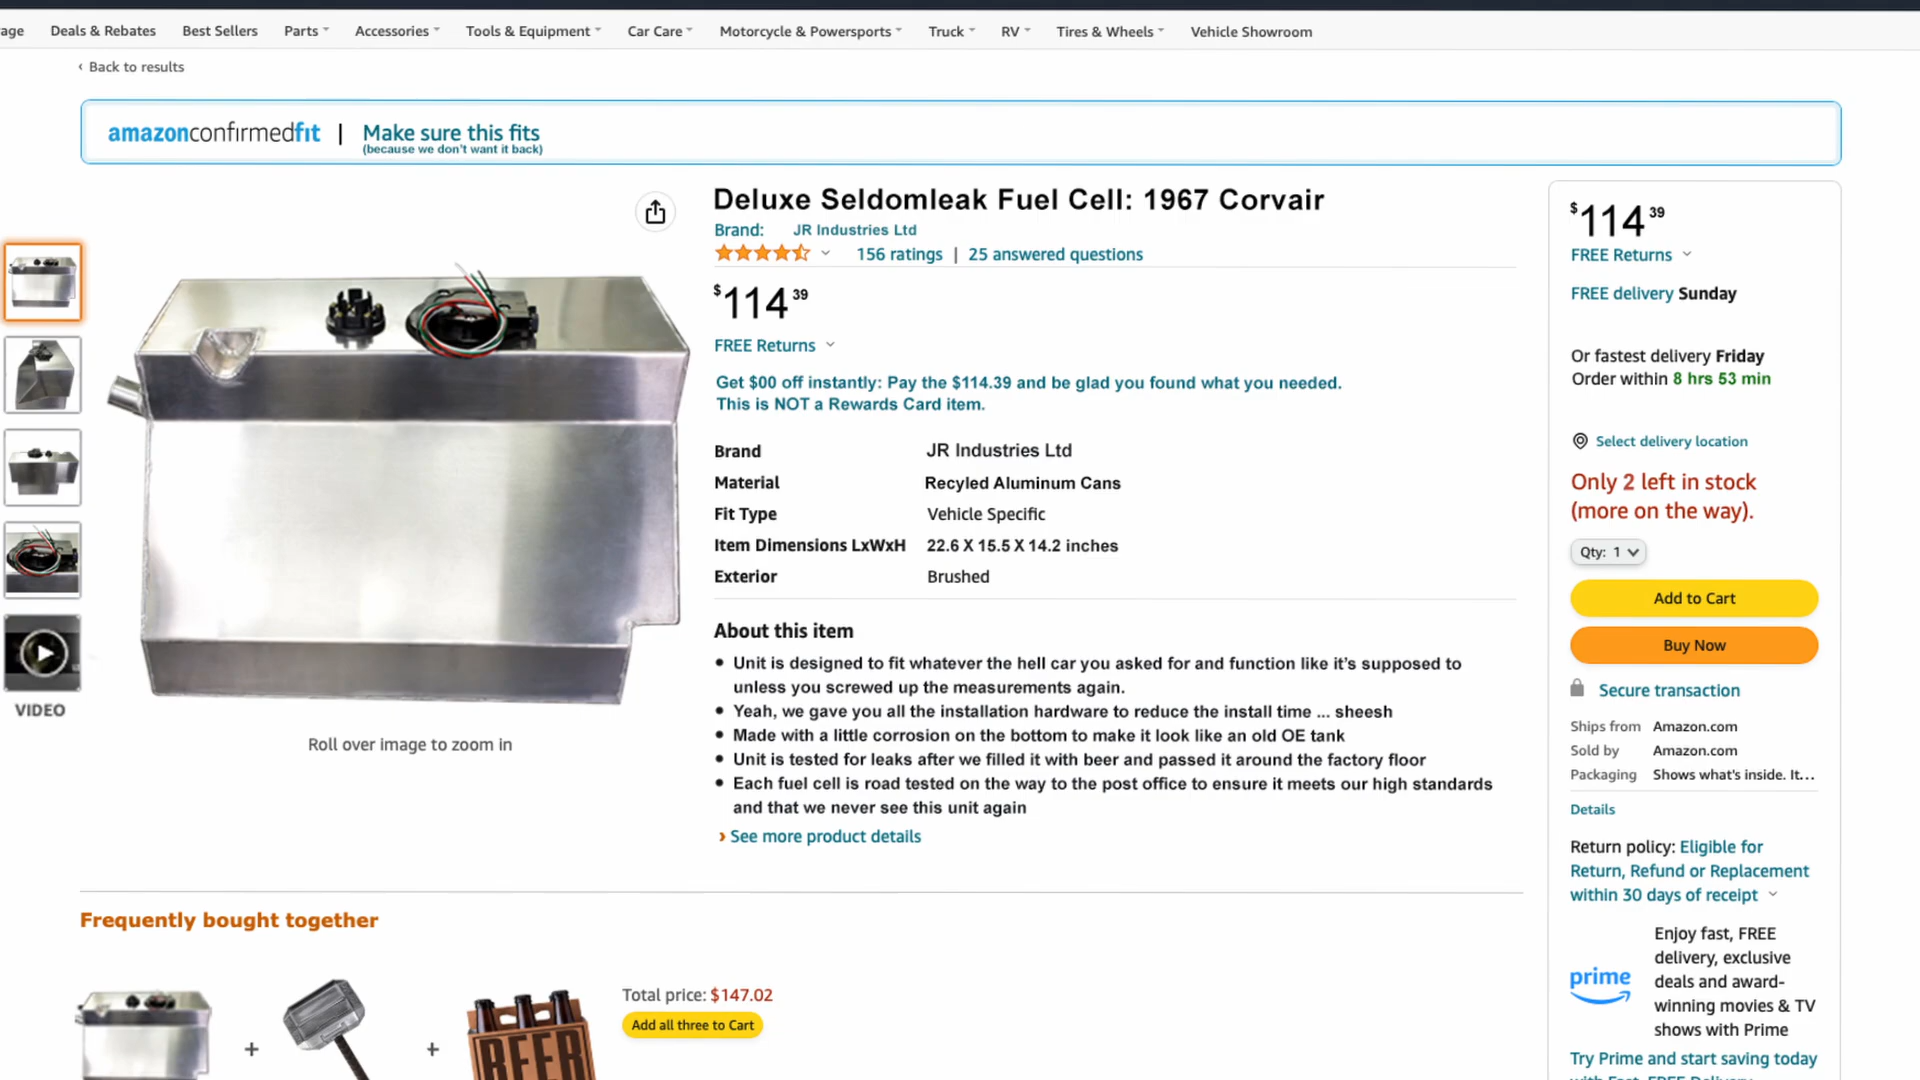 age Deals & Rebates Best Sellers Parts Accessories Tools & Equipment Car Care Motorcycle & Powersports Truck RV Tires & Wheels Vehicle Showroom
‹ Back to results
amazonconfirmedfit | Make sure this fits
(because we don't want it back)
Deluxe Seldomleak Fuel Cell: 1967 Corvair
Brand: JR Industries Ltd
156 ratings | 25 answered questions
$114 39
FREE Returns
Get $00 off instantly: Pay the $114.39 and be glad you found what you needed.
This is NOT a Rewards Card item.
Brand JR Industries Ltd
Material Recyled Aluminum Cans
Fit Type Vehicle Specific
Item Dimensions LxWxH 22.6 X 15.5 X 14.2 inches
Exterior Brushed
About this item
• Unit is designed to fit whatever the hell car you asked for and function like it's supposed to
unless you screwed up the measurements again.
• Yeah, we gave you all the installation hardware to reduce the install time ... sheesh
• Made with a little corrosion on the bottom to make it look like an old OE tank
• Unit is tested for leaks after we filled it with beer and passed it around the factory floor
• Each fuel cell is road tested on the way to the post office to ensure it meets our high standards
and that we never see this unit again
› See more product details
VIDEO
Roll over image to zoom in
$114 39
FREE Returns
FREE delivery Sunday
Or fastest delivery Friday
Order within 8 hrs 53 min
Select delivery location
Only 2 left in stock
(more on the way).
Qty: 1
Add to Cart
Buy Now
Secure transaction
Ships from Amazon.com
Sold by Amazon.com
Packaging Shows what's inside. It...
Details
Return policy: Eligible for
Return, Refund or Replacement
within 30 days of receipt
prime
Enjoy fast, FREE
delivery, exclusive
deals and award-
winning movies & TV
shows with Prime
Try Prime and start saving today
with Fast, FREE Delivery
Frequently bought together
+ +
BEER
Total price: $147.02
Add all three to Cart